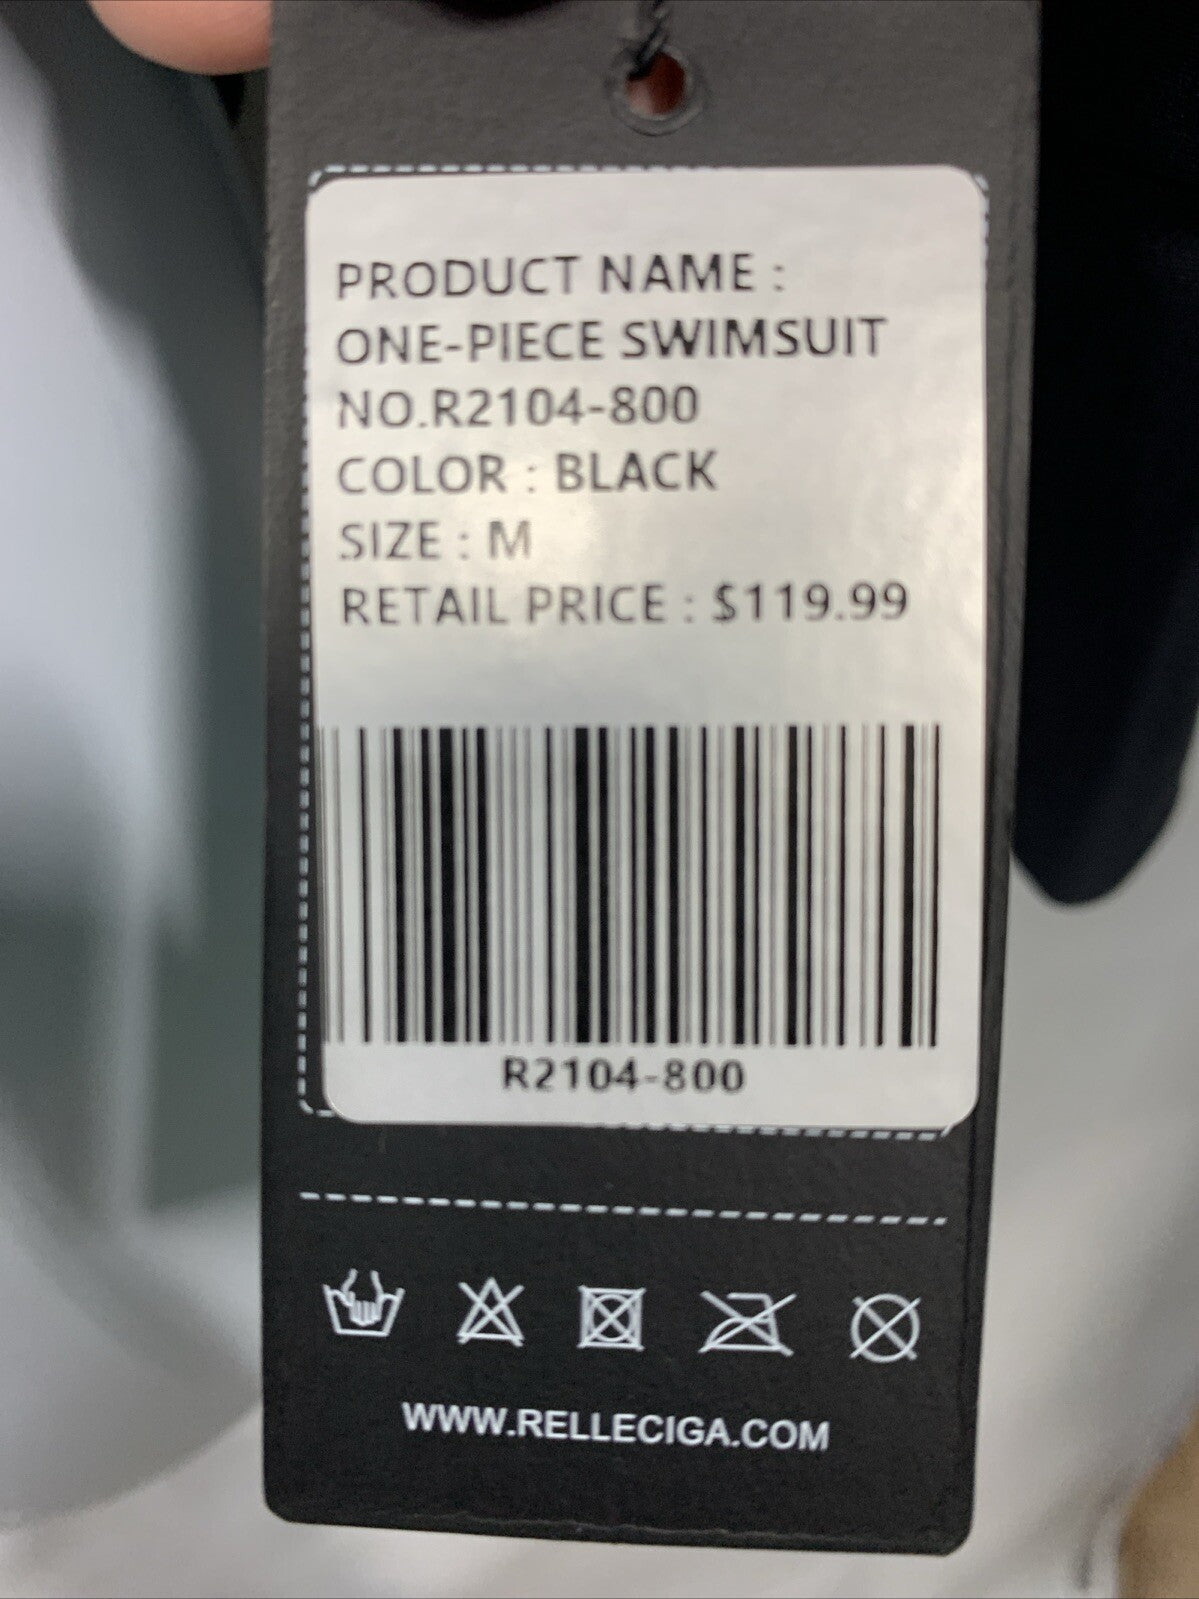 PRODUCT NAME :
ONE-PIECE SWIMSUIT
NO.R2104-800
COLOR : BLACK
SIZE : M
RETAIL PRICE : $119.99
R2104-800
WWW.RELLECIGA.COM